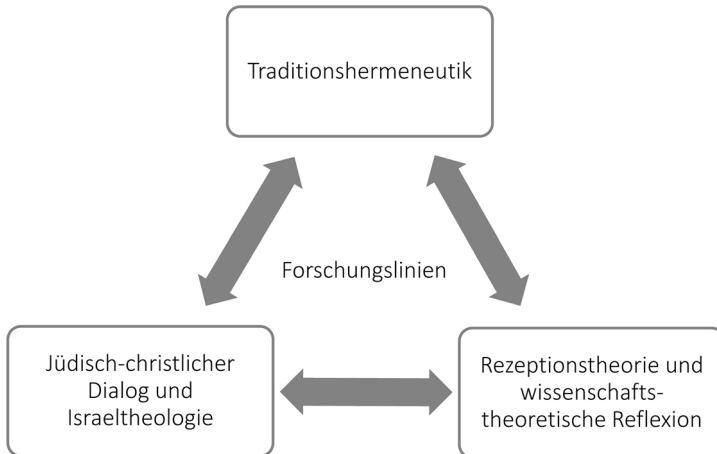 Traditionshermeneutik
Forschungslinien
Jüdisch-christlicher
Dialog und
Israeltheologie
Rezeptionstheorie und
wissenschafts-
theoretische Reflexion